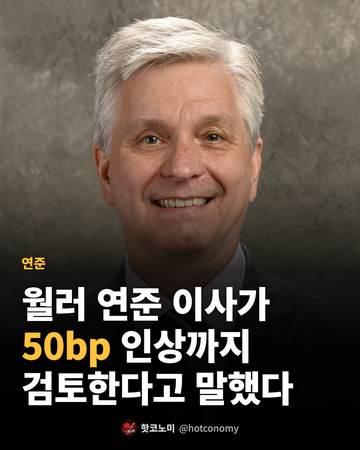 연준
월러 연준 이사가
50bp 인상까지
검토한다고 말했다
핫코노미 @hotconomy